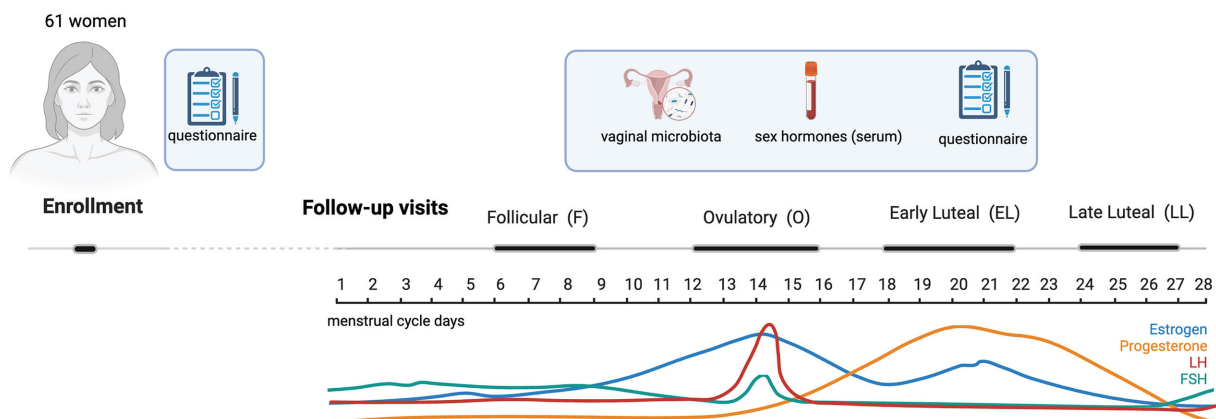 61 women
questionnaire
vaginal microbiota
sex hormones (serum)
questionnaire
Enrollment
Follow-up visits
Follicular (F)
Ovulatory (O)
Early Luteal (EL)
Late Luteal (LL)
1 2 3 4 5 6 7 8 9 10 11 12 13 14 15 16 17 18 19 20 21 22 23 24 25 26 27 28
menstrual cycle days
Estrogen
Progesterone
LH
FSH